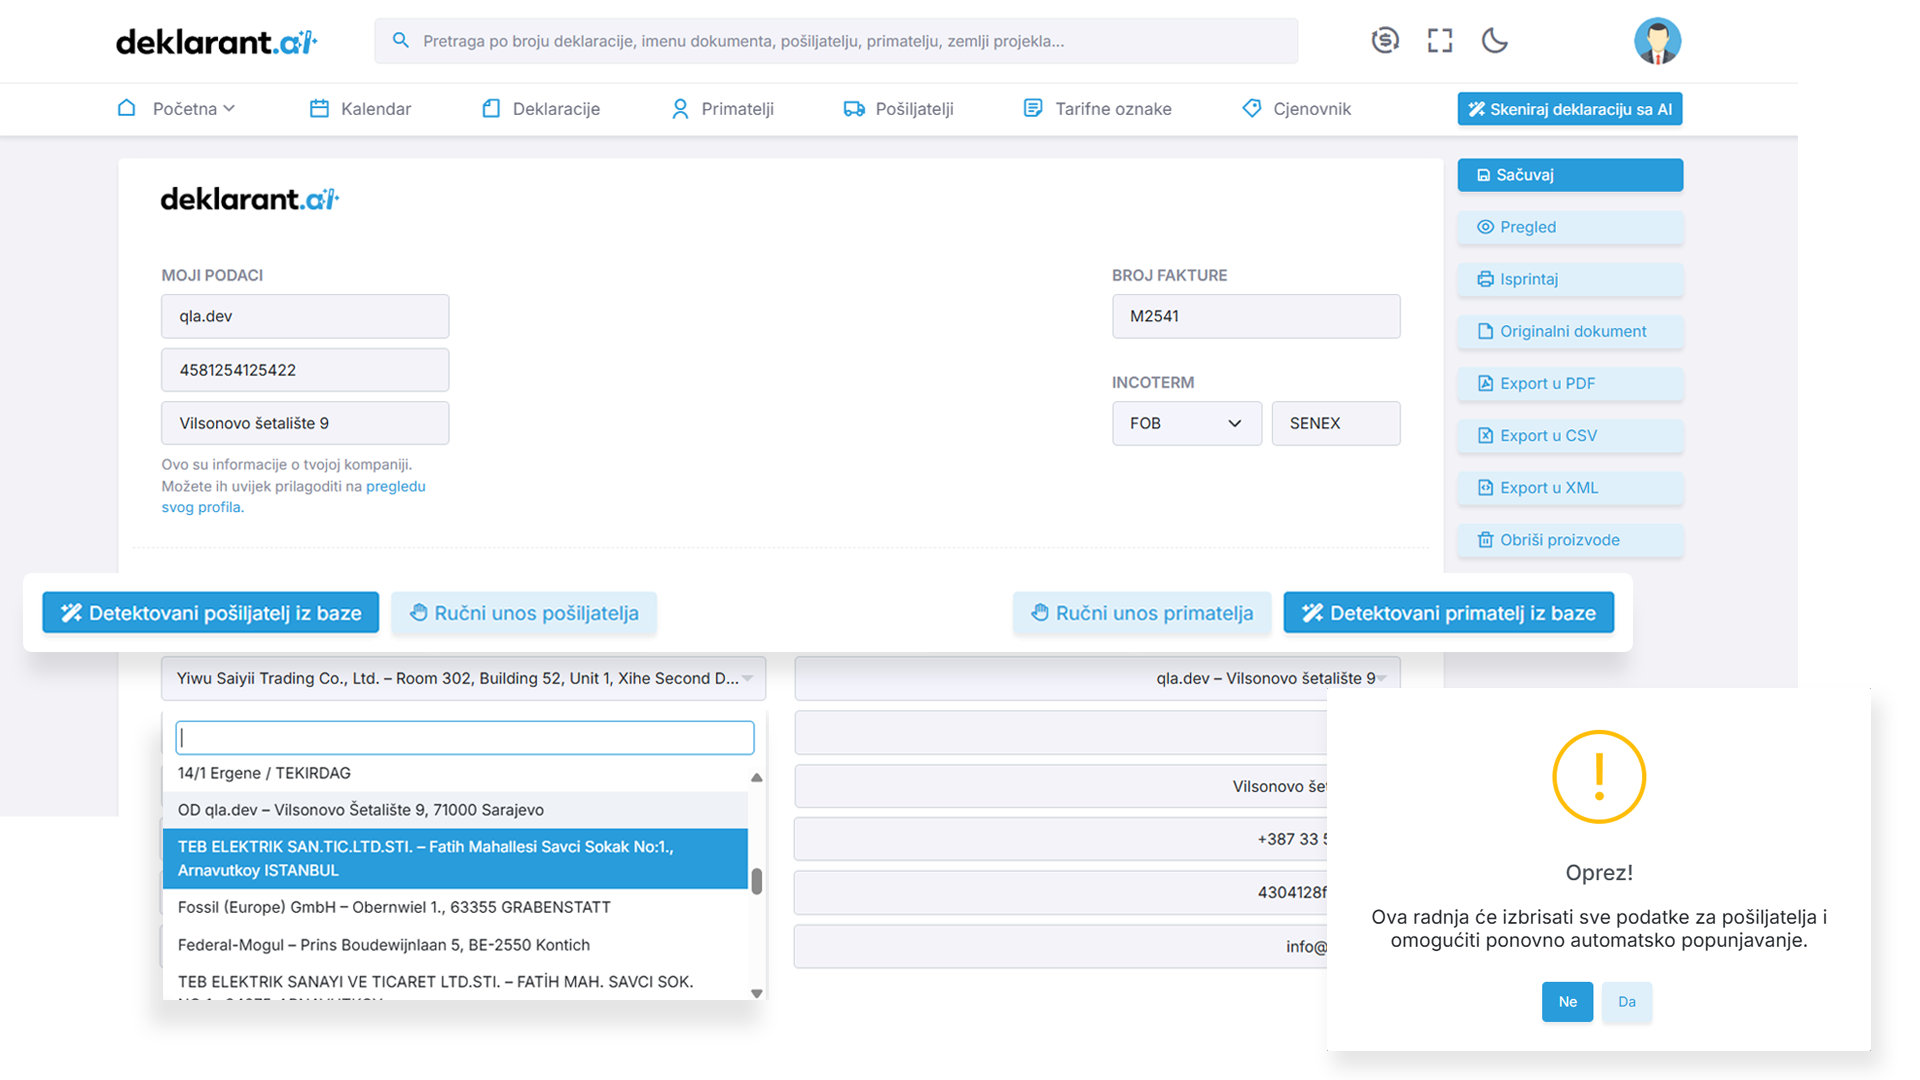 deklarant.ai
Pretraga po broju deklaracije, imenu dokumenta, pošiljatelju, primatelju, zemlji projekla...
Početna
Kalendar
Deklaracije
Primatelji
Pošiljatelji
Tarifne oznake
Cjenovnik
Skeniraj deklaraciju sa AI
deklarant.ai
Sačuvaj
Pregled
Isprintaj
Originalni dokument
Export u PDF
Export u CSV
Export u XML
Obriši proizvode
MOJI PODACI
qla.dev
4581254125422
Vilsonovo šetalište 9
Ovo su informacije o tvojoj kompaniji.
Možete ih uvijek prilagoditi na pregledu
svog profila.
BROJ FAKTURE
M2541
INCOTERM
FOB
SENEX
Detektovani pošiljatelj iz baze
Ručni unos pošiljatelja
Ručni unos primatelja
Detektovani primatelj iz baze
Yiwu Saiyii Trading Co., Ltd. – Room 302, Building 52, Unit 1, Xihe Second D...
14/1 Ergene / TEKIRDAG
OD qla.dev – Vilsonovo Šetalište 9, 71000 Sarajevo
TEB ELEKTRIK SAN.TIC.LTD.STI. – Fatih Mahallesi Savci Sokak No:1.,
Arnavutkoy ISTANBUL
Fossil (Europe) GmbH – Obernwiel 1., 63355 GRABENSTATT
Federal-Mogul – Prins Boudewijnlaan 5, BE-2550 Kontich
TEB ELEKTRIK SANAYI VE TICARET LTD.STI. – FATİH MAH. SAVCI SOK.
qla.dev – Vilsonovo šetalište 9
Vilsonovo še
+387 33
4304128f
info@
Oprez!
Ova radnja će izbrisati sve podatke za pošiljatelja i
omogućiti ponovno automatsko popunjavanje.
Ne
Da